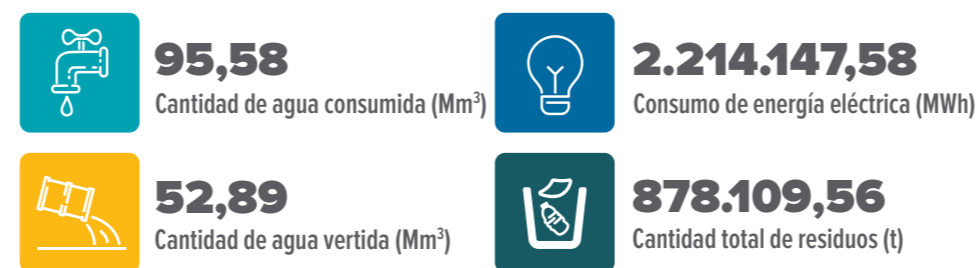 95,58
Cantidad de agua consumida (Mm³)
2.214.147,58
Consumo de energía eléctrica (MWh)
52,89
Cantidad de agua vertida (Mm³)
878.109,56
Cantidad total de residuos (t)